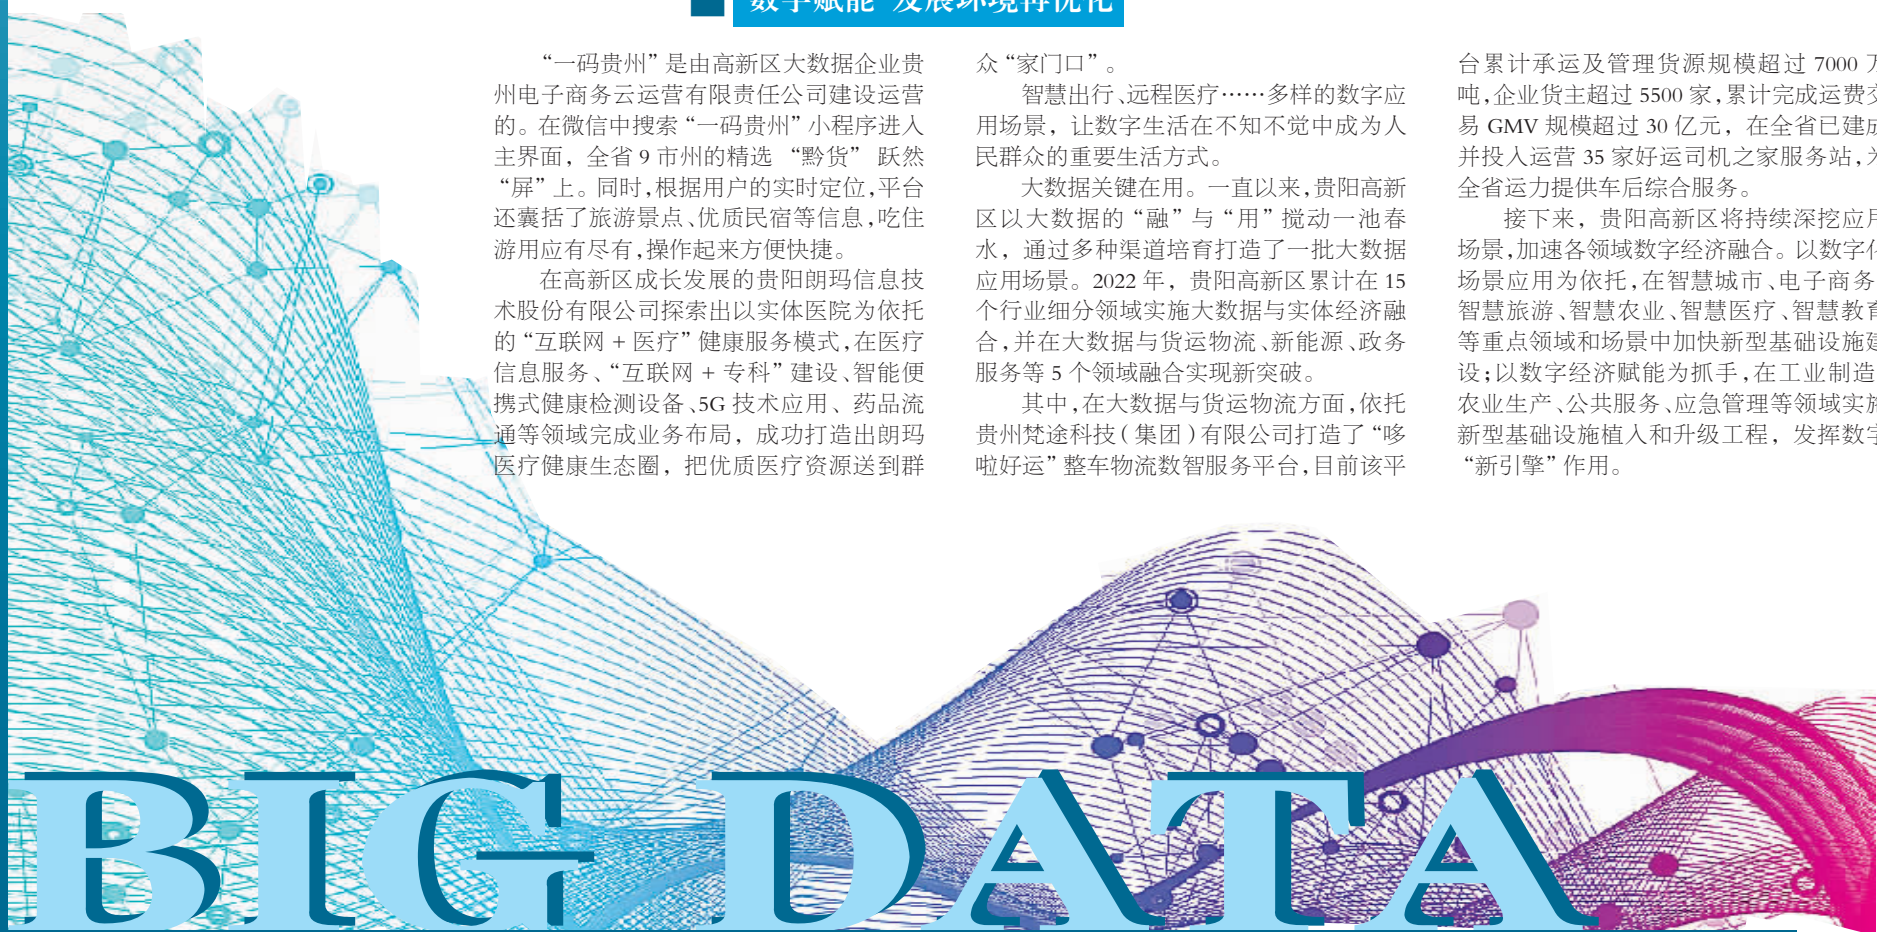 数字赋能 发展环境再优化
“一码贵州”是由高新区大数据企业贵
州电子商务云运营有限责任公司建设运营
的。在微信中搜索“一码贵州”小程序进入
主界面，全省9市州的精选 “黔货” 跃然
“屏”上。同时,根据用户的实时定位,平台
还囊括了旅游景点、优质民宿等信息,吃住
游用应有尽有,操作起来方便快捷。
在高新区成长发展的贵阳朗玛信息技
术股份有限公司探索出以实体医院为依托
的“互联网+医疗”健康服务模式,在医疗
信息服务、“互联网+专科”建设、智能便
携式健康检测设备、5G技术应用、药品流
通等领域完成业务布局，成功打造出朗玛
医疗健康生态圈，把优质医疗资源送到群
众“家门口”。
智慧出行、远程医疗……多样的数字应
用场景，让数字生活在不知不觉中成为人
民群众的重要生活方式。
大数据关键在用。一直以来,贵阳高新
区以大数据的“融”与“用”搅动一池春
水，通过多种渠道培育打造了一批大数据
应用场景。2022年，贵阳高新区累计在15
个行业细分领域实施大数据与实体经济融
合,并在大数据与货运物流、新能源、政务
服务等5个领域融合实现新突破。
其中,在大数据与货运物流方面,依托
贵州梵途科技(集团)有限公司打造了“哆
啦好运”整车物流数智服务平台,目前该平
台累计承运及管理货源规模超过7000万
吨,企业货主超过5500家,累计完成运费交
易GMV规模超过30亿元，在全省已建成
并投入运营35家好运司机之家服务站,为
全省运力提供车后综合服务。
接下来，贵阳高新区将持续深挖应用
场景,加速各领域数字经济融合。以数字化
场景应用为依托,在智慧城市、电子商务
智慧旅游、智慧农业、智慧医疗、智慧教育
等重点领域和场景中加快新型基础设施建
设;以数字经济赋能为抓手,在工业制造
农业生产、公共服务、应急管理等领域实施
新型基础设施植入和升级工程，发挥数字
“新引擎”作用。
BIG DATA